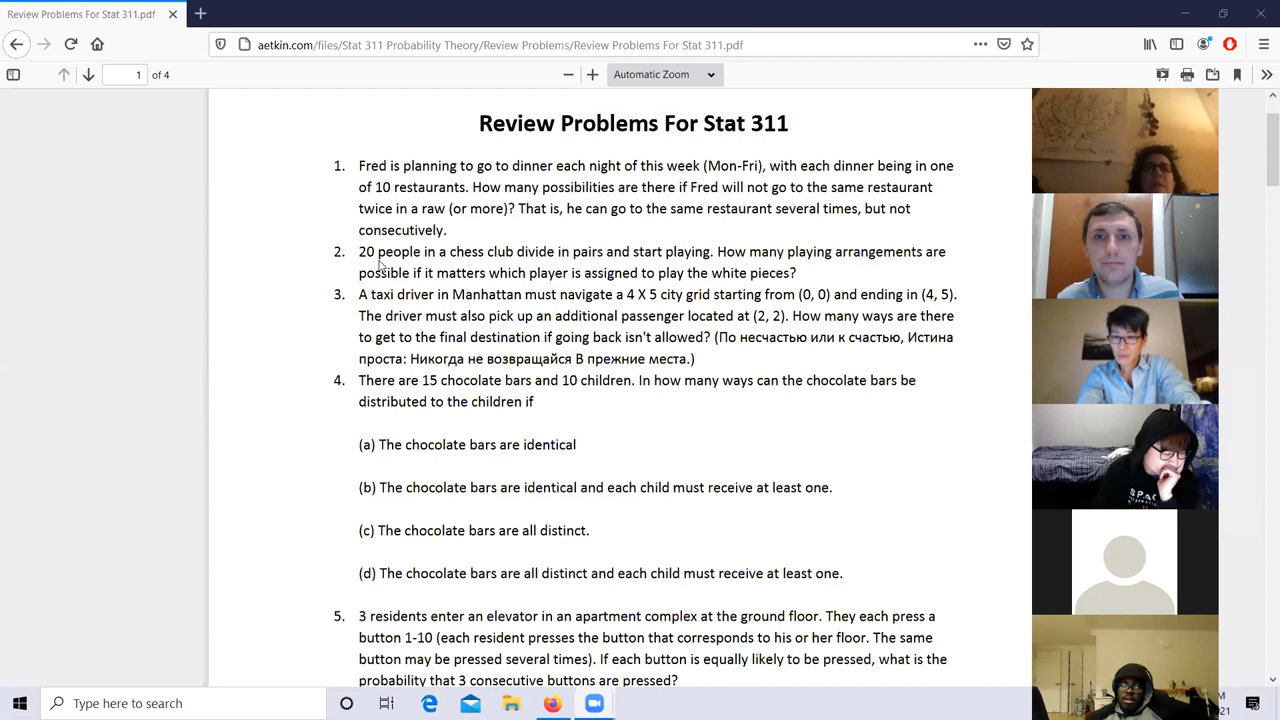 Review Problems For Stat 311.pdf
aetkin.com/files/Stat 311 Probability Theory/Review Problems/Review Problems For Stat 311.pdf
1 of 4
Automatic Zoom
Review Problems For Stat 311
1. Fred is planning to go to dinner each night of this week (Mon-Fri), with each dinner being in one
of 10 restaurants. How many possibilities are there if Fred will not go to the same restaurant
twice in a raw (or more)? That is, he can go to the same restaurant several times, but not
consecutively.
2. 20 people in a chess club divide in pairs and start playing. How many playing arrangements are
possible if it matters which player is assigned to play the white pieces?
3. A taxi driver in Manhattan must navigate a 4 X 5 city grid starting from (0, 0) and ending in (4, 5).
The driver must also pick up an additional passenger located at (2, 2). How many ways are there
to get to the final destination if going back isn't allowed? (По несчастью или к счастью, Истина
проста: Никогда не возвращайся В прежние места.)
4. There are 15 chocolate bars and 10 children. In how many ways can the chocolate bars be
distributed to the children if
(a) The chocolate bars are identical
(b) The chocolate bars are identical and each child must receive at least one.
(c) The chocolate bars are all distinct.
(d) The chocolate bars are all distinct and each child must receive at least one.
5. 3 residents enter an elevator in an apartment complex at the ground floor. They each press a
button 1-10 (each resident presses the button that corresponds to his or her floor. The same
button may be pressed several times). If each button is equally likely to be pressed, what is the
probability that 3 consecutive buttons are pressed?
SPAC
Type here to search
M
021